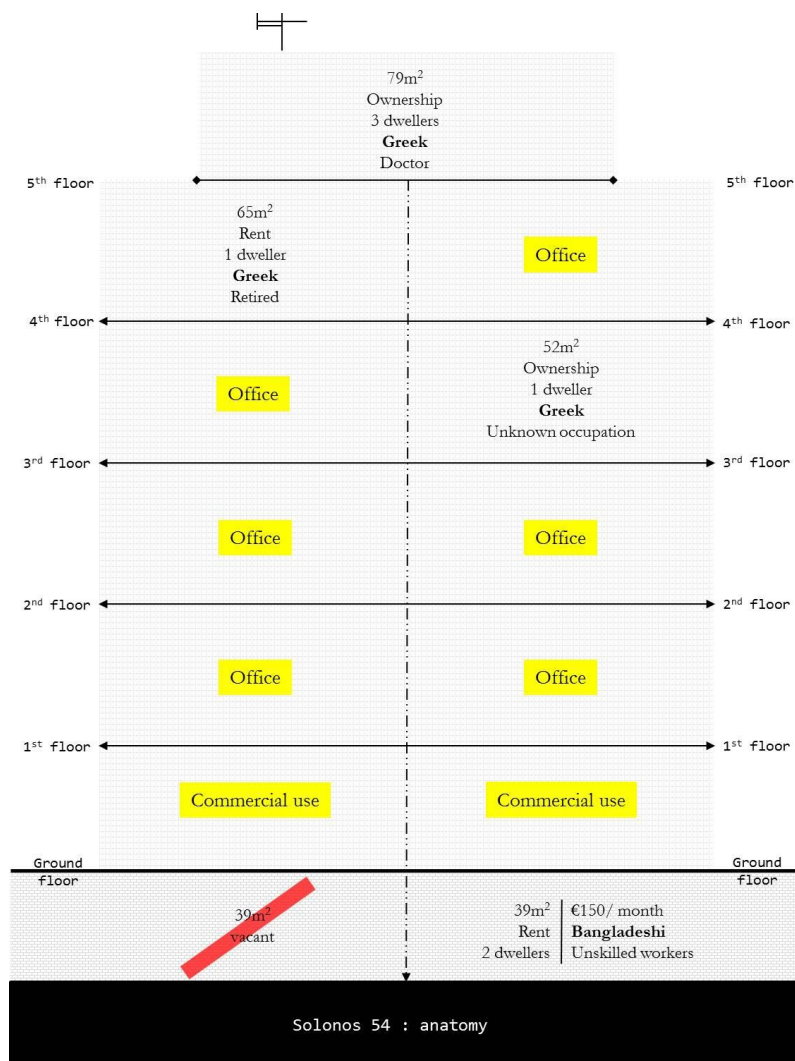 79m²
Ownership
3 dwellers
Greek
Doctor
5th floor
5th floor
65m²
Rent
1 dweller
Greek
Retired
Office
4th floor
4th floor
Office
52m²
Ownership
1 dweller
Greek
Unknown occupation
3rd floor
3rd floor
Office
Office
2nd floor
2nd floor
Office
Office
1st floor
1st floor
Commercial use
Commercial use
Ground
floor
Ground
floor
39m²
vacant
39m²
Rent
2 dwellers
€150/ month
Bangladeshi
Unskilled workers
Solonos 54 : anatomy